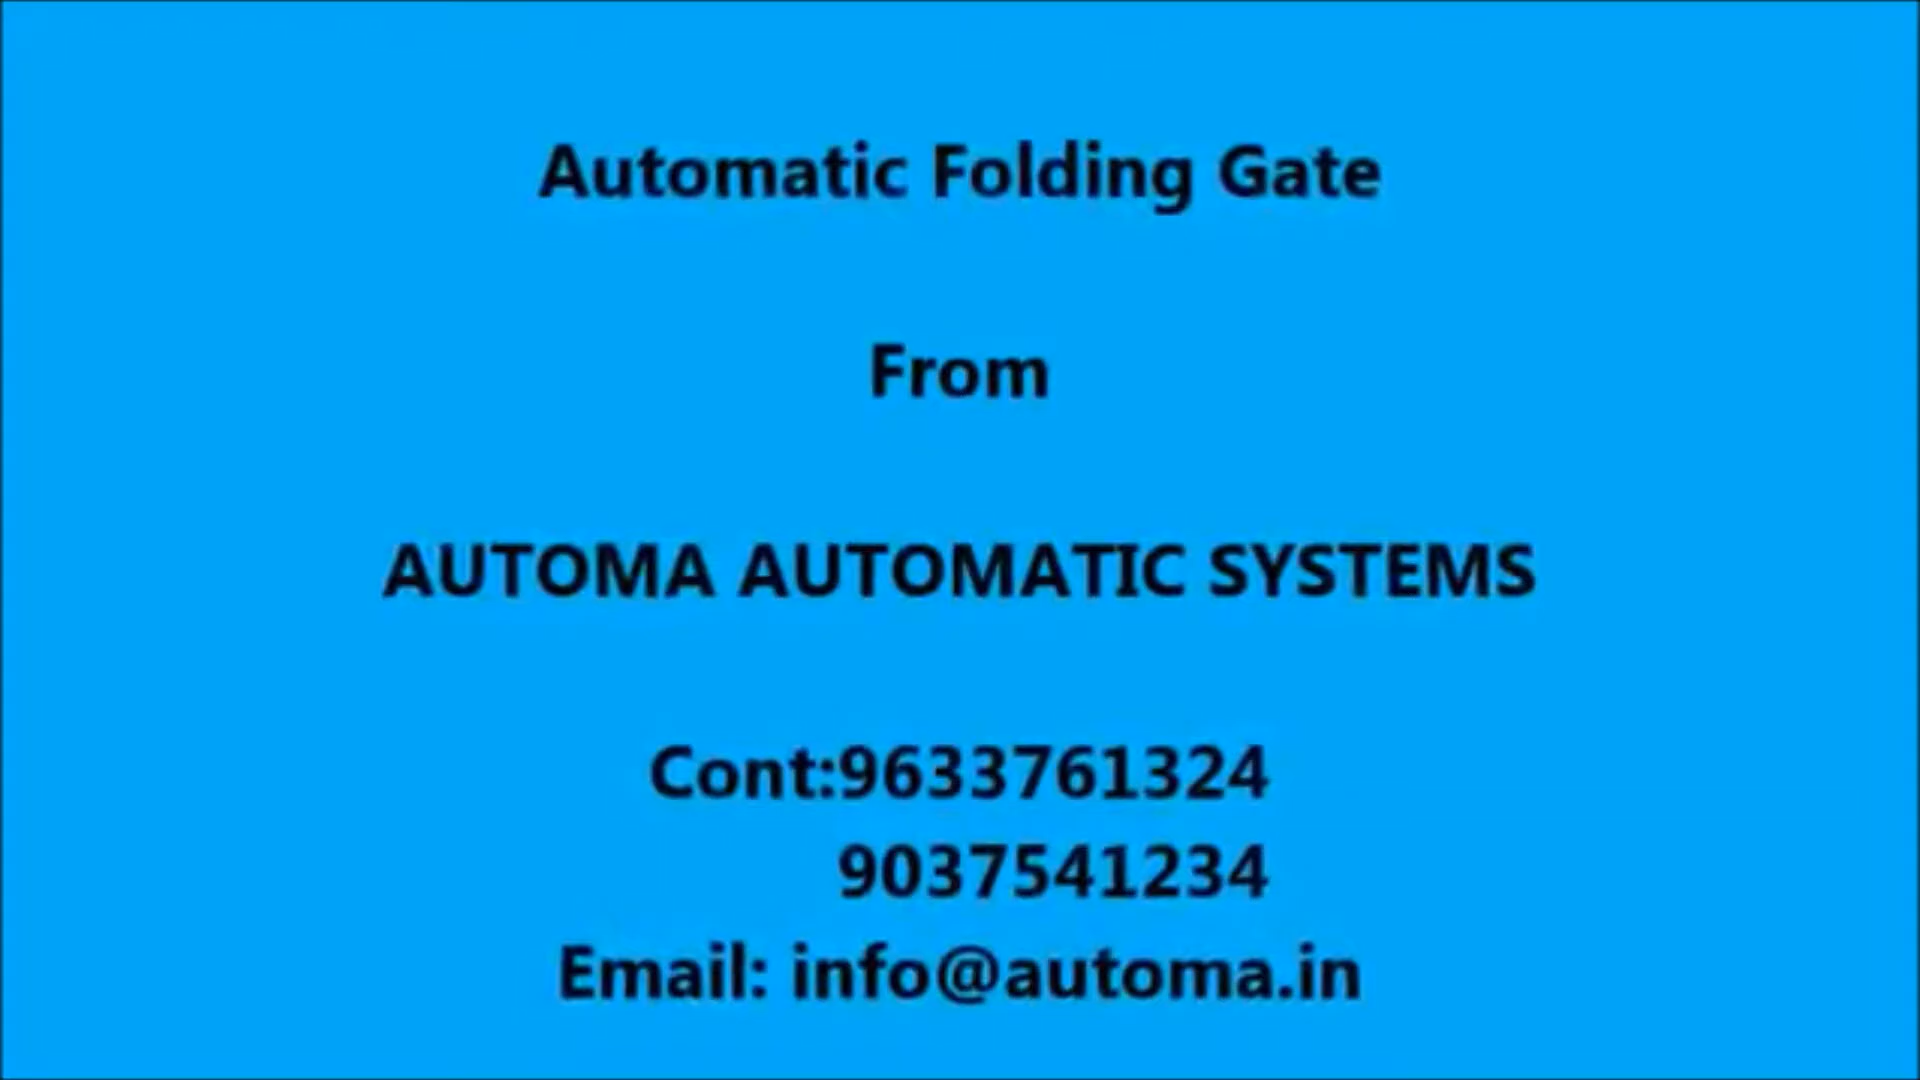 Automatic Folding Gate
From
AUTOMA AUTOMATIC SYSTEMS
Cont:9633761324
9037541234
Email: info@automa.in